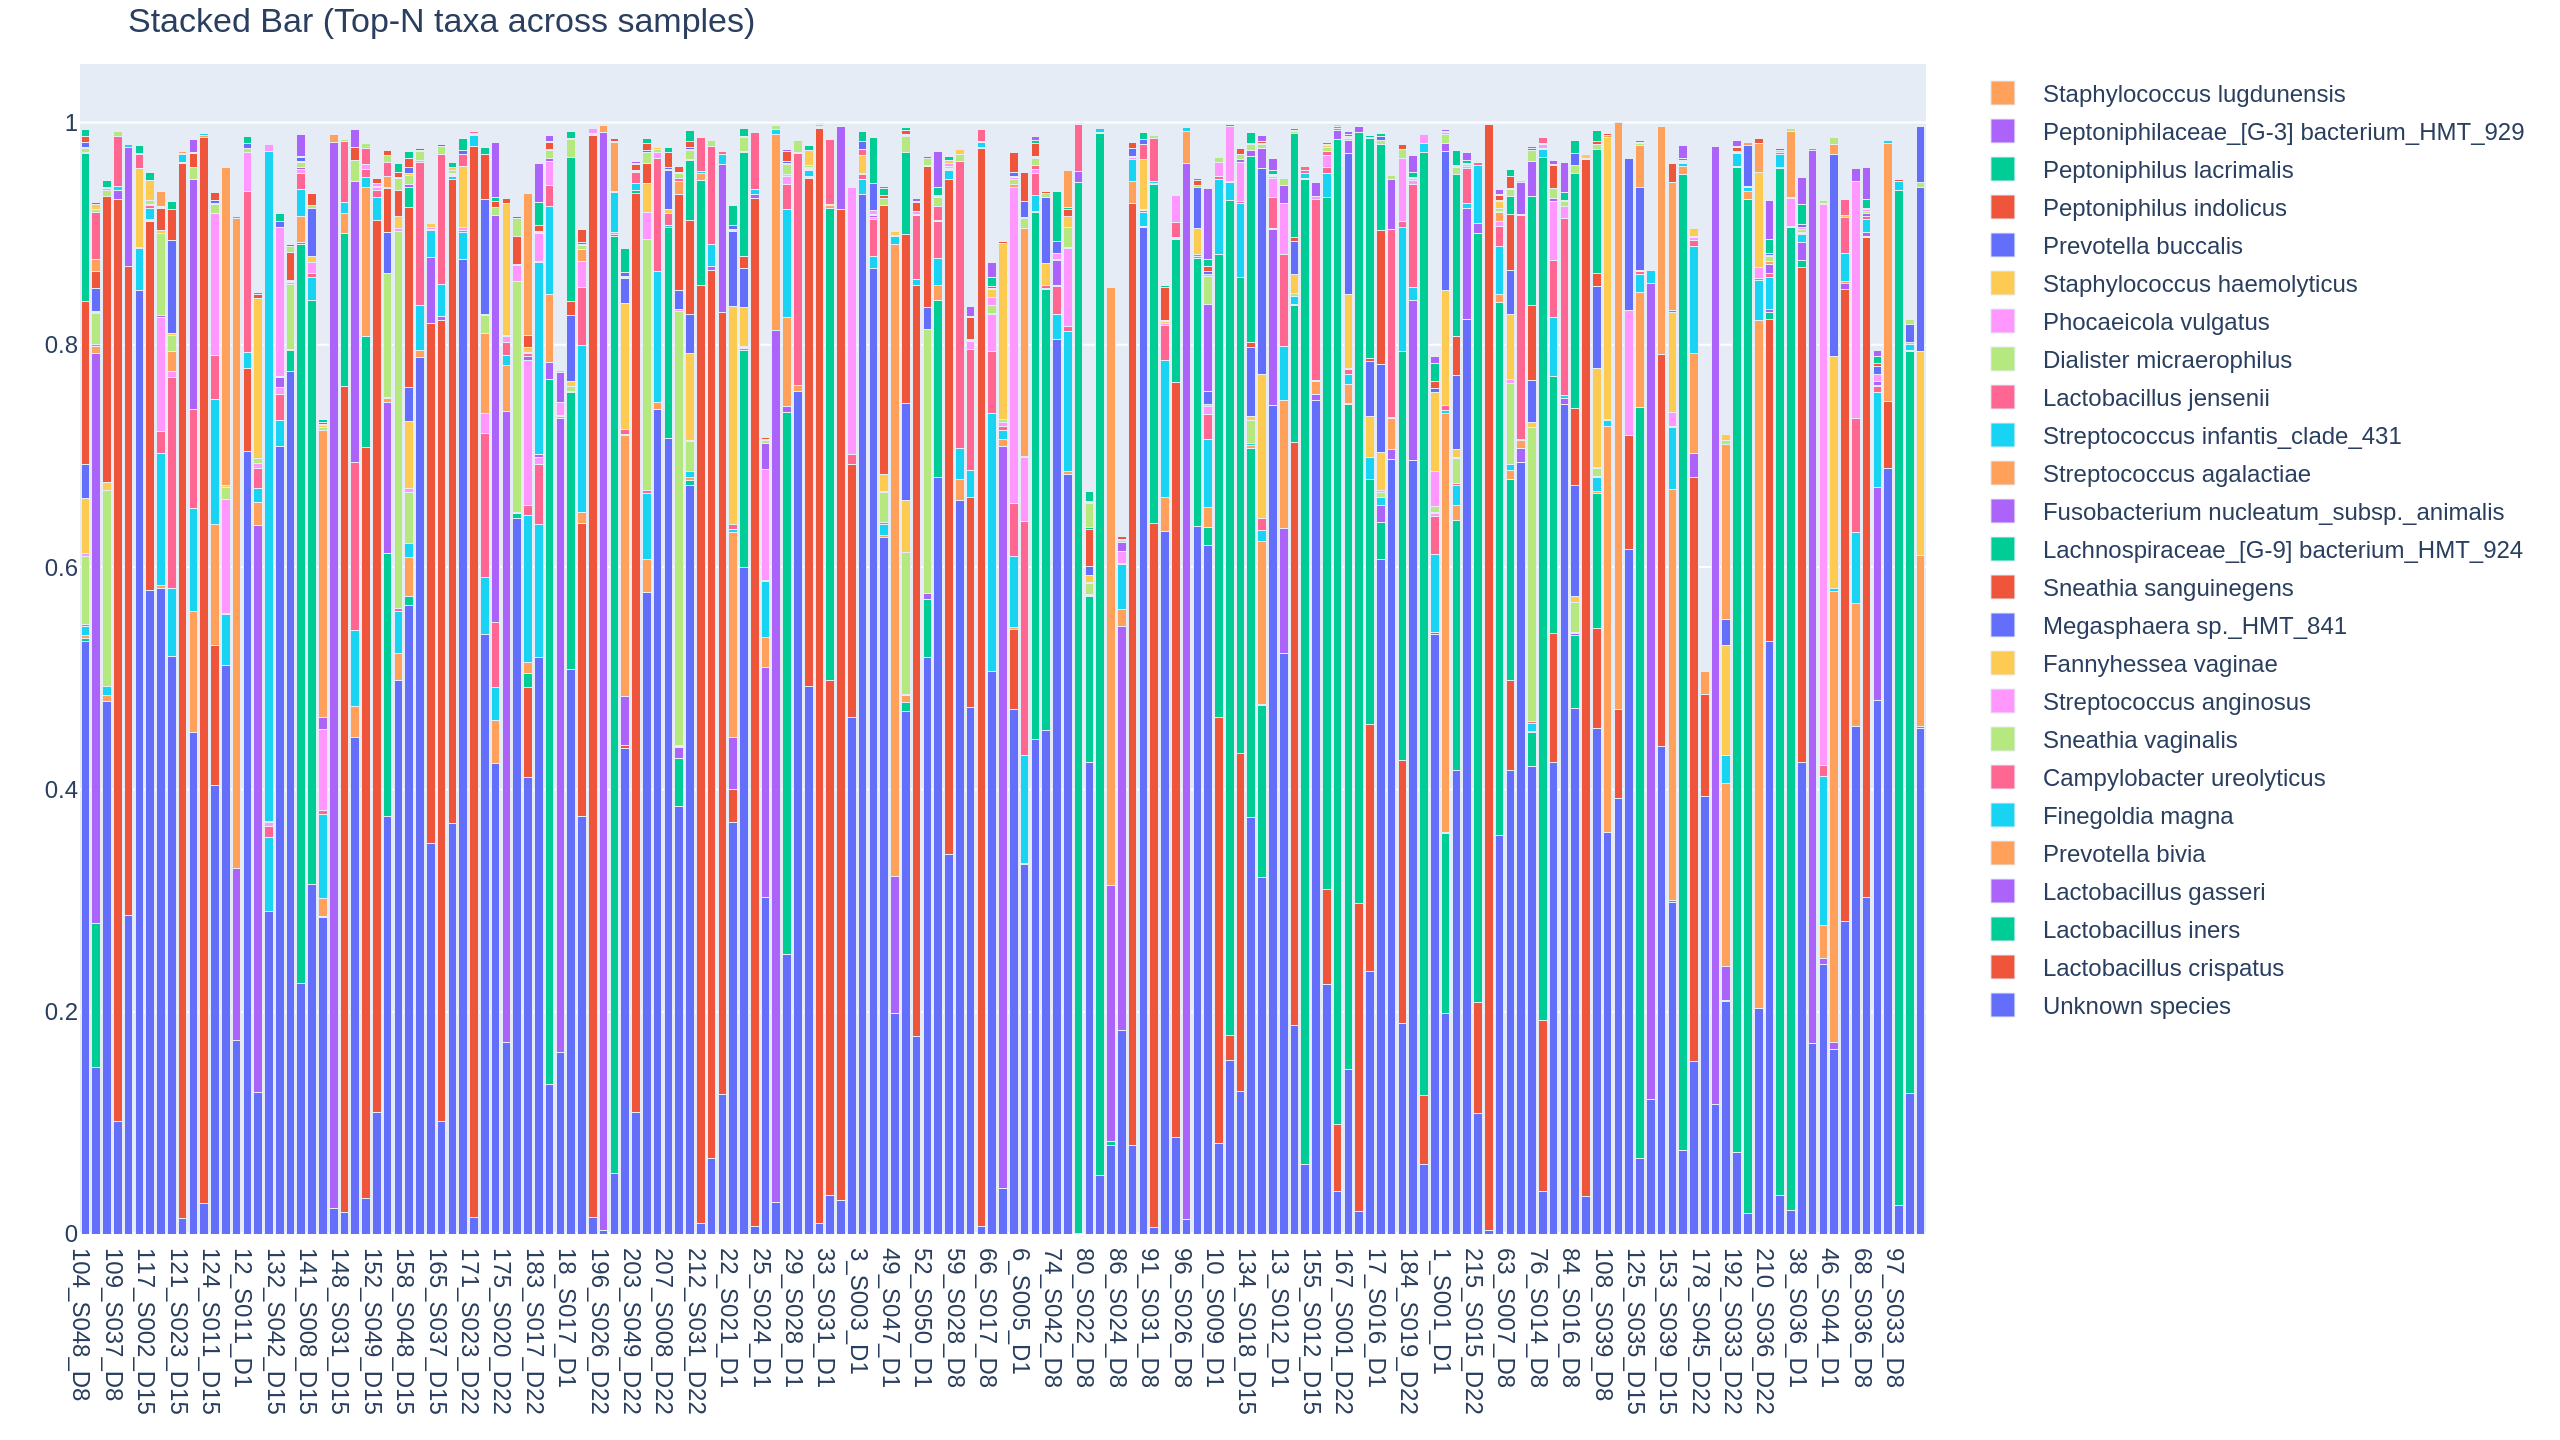 Stacked Bar (Top-N taxa across samples)
1
0.8
0.6
0.4
0.2
0
104_S048_D8
109_S037_D8
117_S002_D15
121_S023_D15
124_S011_D15
12_S011_D1
132_S042_D15
141_S008_D15
148_S031_D15
152_S049_D15
158_S048_D15
165_S037_D15
171_S023_D22
175_S020_D22
183_S017_D22
18_S017_D1
196_S026_D22
203_S049_D22
207_S008_D22
212_S031_D22
22_S021_D1
25_S024_D1
29_S028_D1
33_S031_D1
3_S003_D1
49_S047_D1
52_S050_D1
59_S028_D8
66_S017_D8
6_S005_D1
74_S042_D8
80_S022_D8
86_S024_D8
91_S031_D8
96_S026_D8
10_S009_D1
134_S018_D15
13_S012_D1
155_S012_D15
167_S001_D22
17_S016_D1
184_S019_D22
1_S001_D1
215_S015_D22
63_S007_D8
76_S014_D8
84_S016_D8
108_S039_D8
125_S035_D15
153_S039_D15
178_S045_D22
192_S033_D22
210_S036_D22
38_S036_D1
46_S044_D1
68_S036_D8
97_S033_D8
Staphylococcus lugdunensis
Peptoniphilaceae_[G-3] bacterium_HMT_929
Peptoniphilus lacrimalis
Peptoniphilus indolicus
Prevotella buccalis
Staphylococcus haemolyticus
Phocaeicola vulgatus
Dialister micraerophilus
Lactobacillus jensenii
Streptococcus infantis_clade_431
Streptococcus agalactiae
Fusobacterium nucleatum_subsp._animalis
Lachnospiraceae_[G-9] bacterium_HMT_924
Sneathia sanguinegens
Megasphaera sp._HMT_841
Fannyhessea vaginae
Streptococcus anginosus
Sneathia vaginalis
Campylobacter ureolyticus
Finegoldia magna
Prevotella bivia
Lactobacillus gasseri
Lactobacillus iners
Lactobacillus crispatus
Unknown species